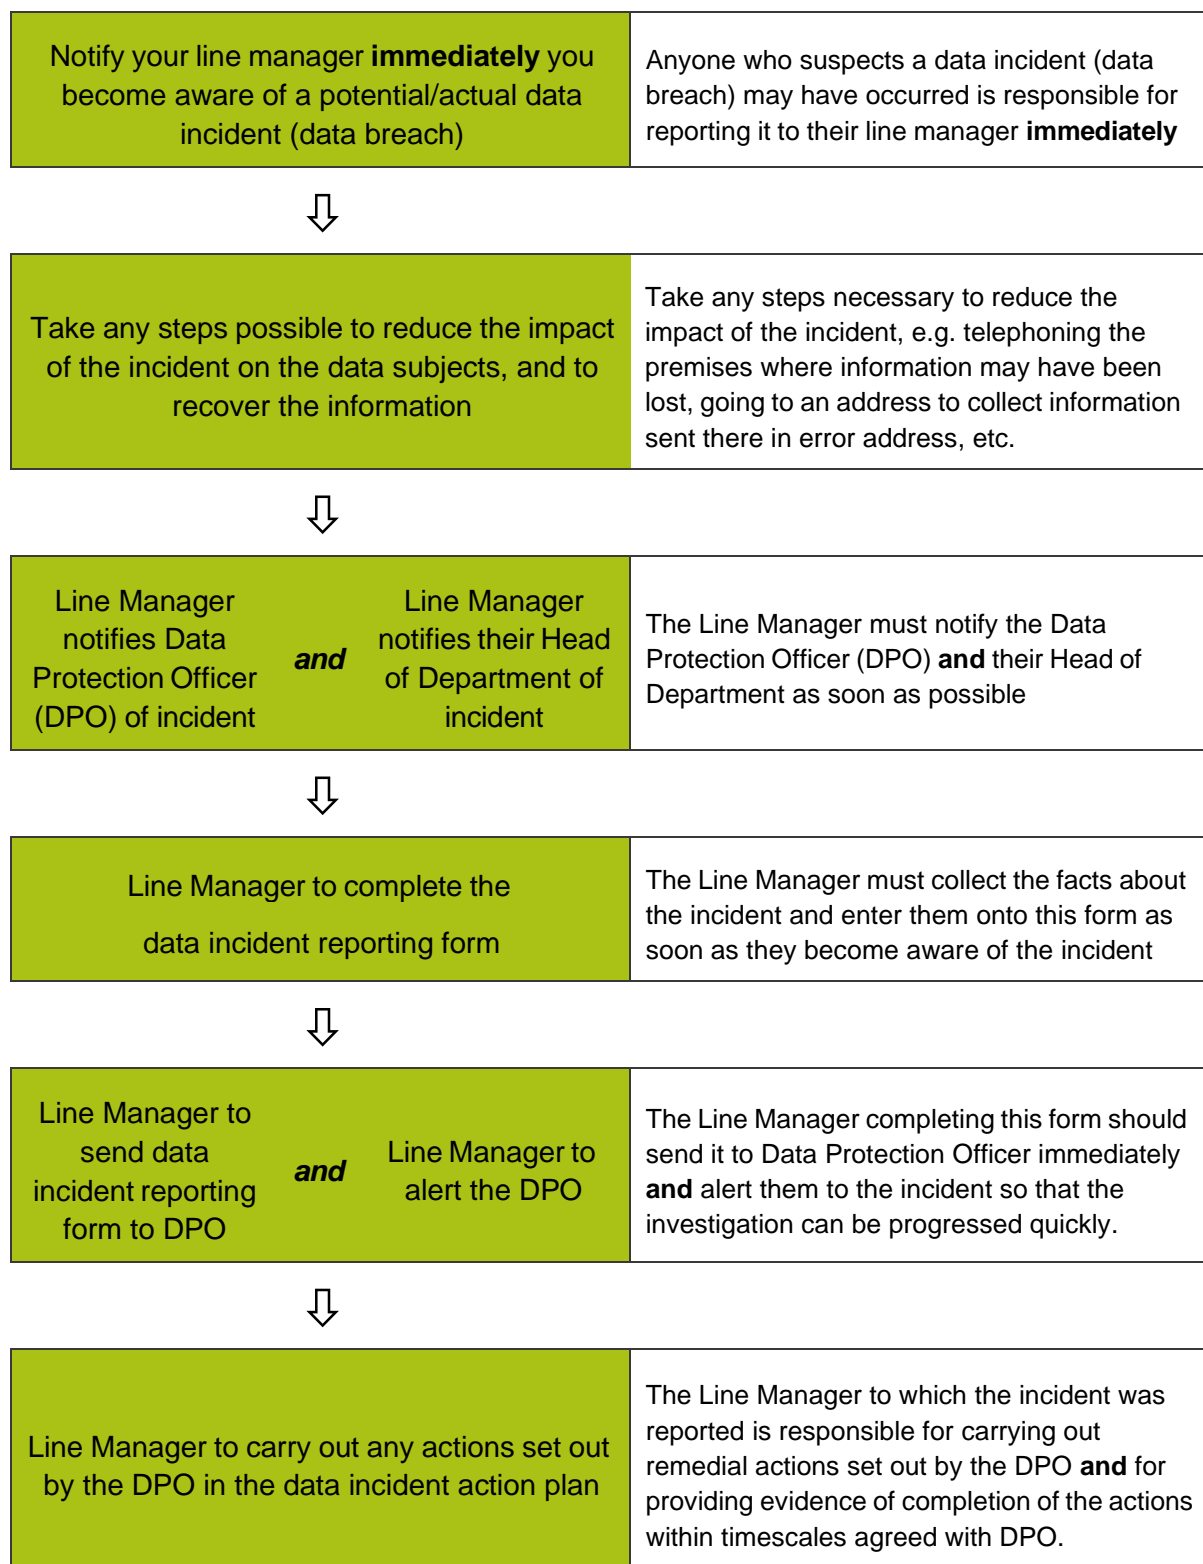 Notify your line manager immediately you
become aware of a potential/actual data
incident (data breach)
Anyone who suspects a data incident (data
breach) may have occurred is responsible for
reporting it to their line manager immediately
Take any steps possible to reduce the impact
of the incident on the data subjects, and to
recover the information
Take any steps necessary to reduce the
impact of the incident, e.g. telephoning the
premises where information may have been
lost, going to an address to collect information
sent there in error address, etc.
Line Manager
notifies Data
Protection Officer
(DPO) of incident
and
Line Manager
notifies their Head
of Department of
incident
The Line Manager must notify the Data
Protection Officer (DPO) and their Head of
Department as soon as possible
Line Manager to complete the
data incident reporting form
The Line Manager must collect the facts about
the incident and enter them onto this form as
soon as they become aware of the incident
Line Manager to
send data
incident reporting
form to DPO
and
Line Manager to
alert the DPO
The Line Manager completing this form should
send it to Data Protection Officer immediately
and alert them to the incident so that the
investigation can be progressed quickly.
Line Manager to carry out any actions set out
by the DPO in the data incident action plan
The Line Manager to which the incident was
reported is responsible for carrying out
remedial actions set out by the DPO and for
providing evidence of completion of the actions
within timescales agreed with DPO.